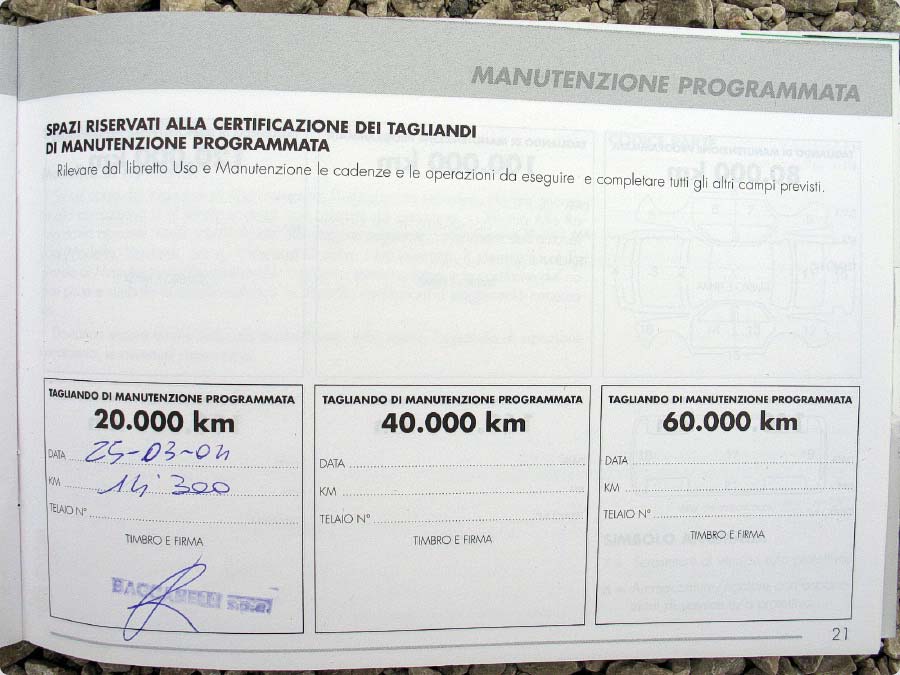 MANUTENZIONE PROGRAMMATA
SPAZI RISERVATI ALLA CERTIFICAZIONE DEI TAGLIANDI
DI MANUTENZIONE PROGRAMMATA
Rilevare dal libretto Uso e Manutenzione le cadenze e le operazioni da eseguire e completare tutti gli altri campi previsti.
TAGLIANDO DI MANUTENZIONE PROGRAMMATA
20.000 km
DATA 25-03-04
KM 14'300
TELAIO N°
TIMBRO E FIRMA
s.p.a.
TAGLIANDO DI MANUTENZIONE PROGRAMMATA
40.000 km
DATA
KM
TELAIO N°
TIMBRO E FIRMA
TAGLIANDO DI MANUTENZIONE PROGRAMMATA
60.000 km
DATA
KM
TELAIO N°
TIMBRO E FIRMA
21